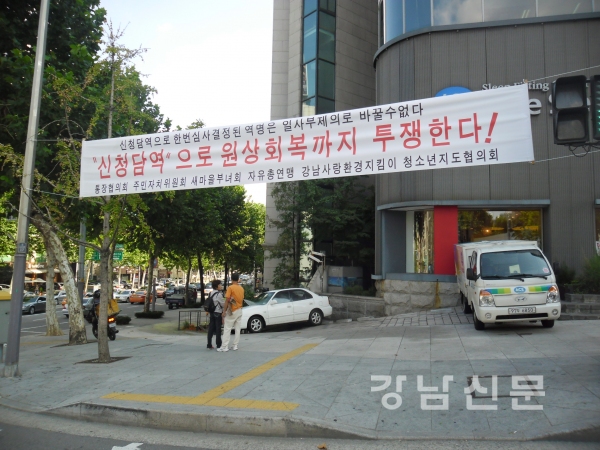 Sleep
신청담역으로 한번심사결정된 역명은 일사부제의로 바꿀수없다
"신청담역"으로 원상회복까지 투쟁한다!
통장협의회 주민자치위원회 새마을부녀회 자유총연맹 강남사랑환경지킴이 청소년지도협의회
강남신문